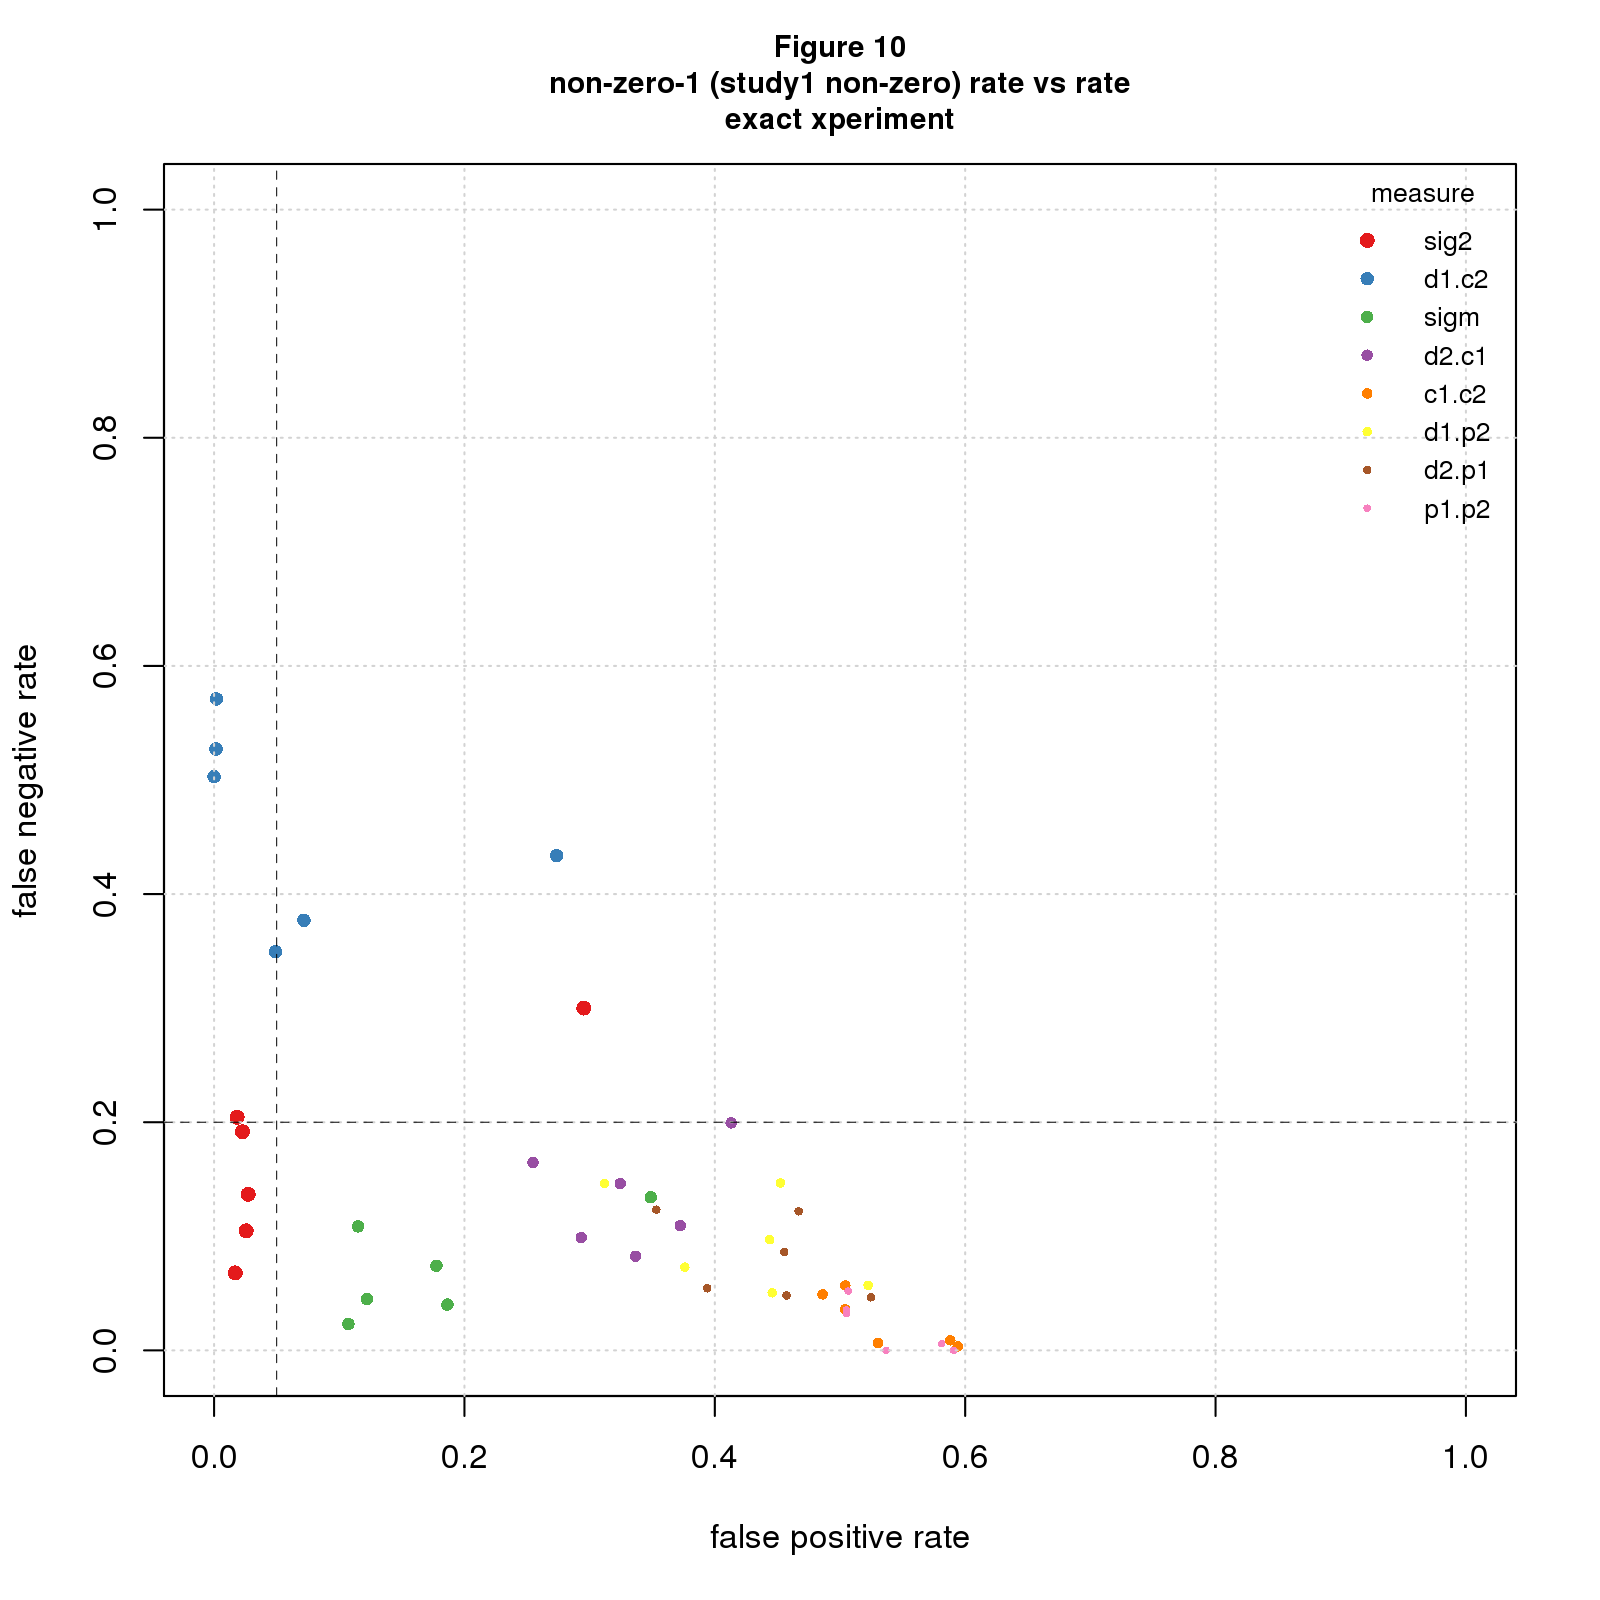 Figure 10
non-zero-1 (study1 non-zero) rate vs rate
exact xperiment
measure
sig2
d1.c2
sigm
d2.c1
c1.c2
d1.p2
d2.p1
p1.p2
false negative rate
1.0
0.8
0.6
0.4
0.2
0.0
0.0 0.2 0.4 0.6 0.8 1.0
false positive rate